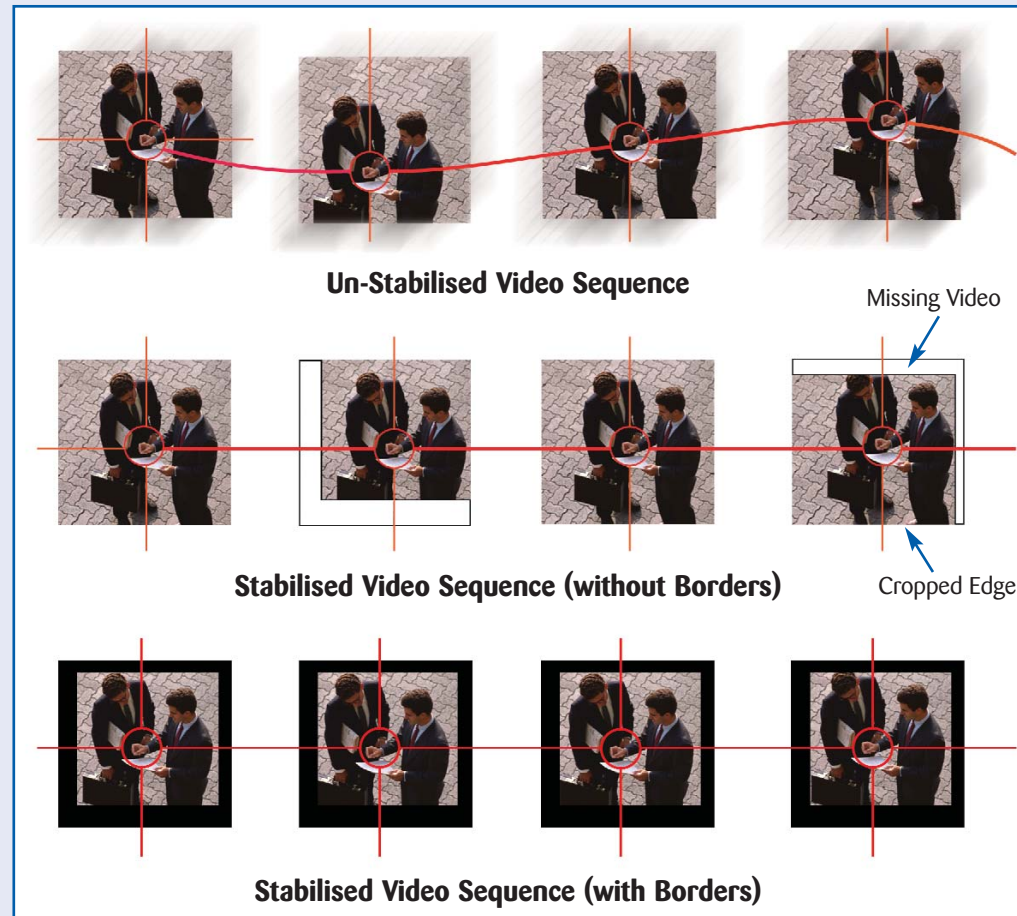 Un-Stabilised Video Sequence
Missing Video
Stabilised Video Sequence (without Borders)
Cropped Edge
Stabilised Video Sequence (with Borders)